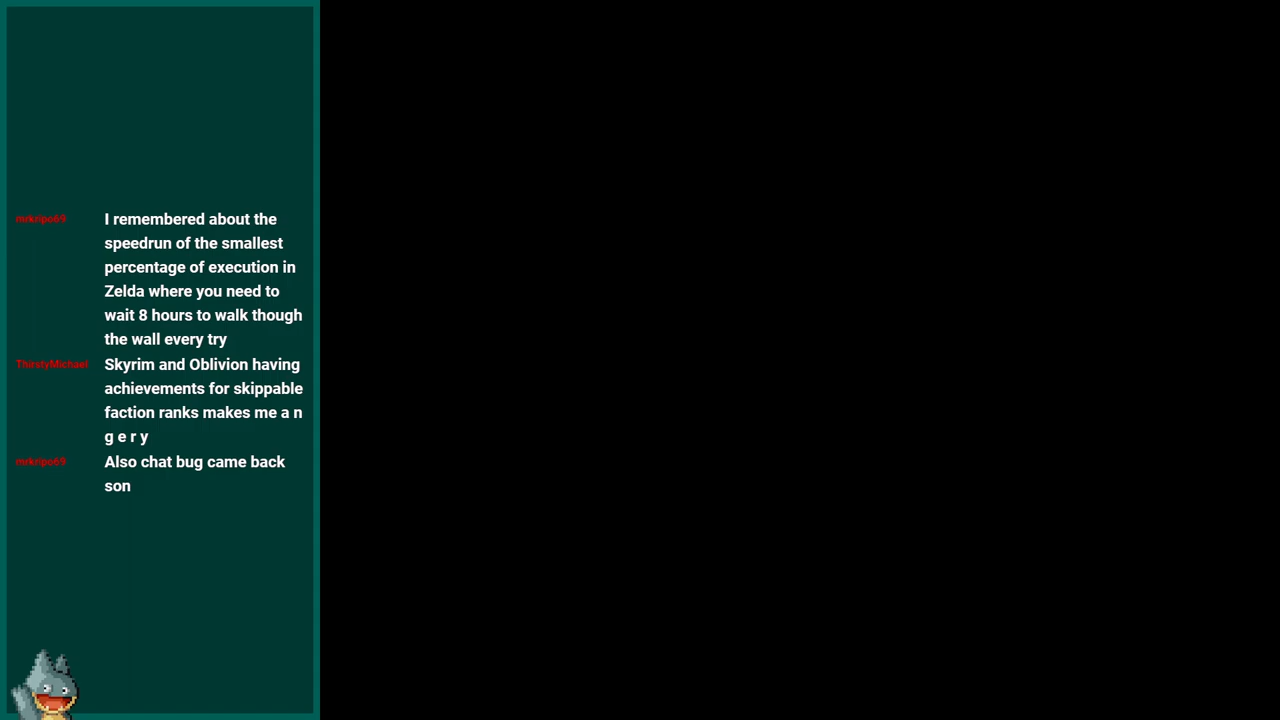 mrkripo69 I remembered about the
speedrun of the smallest
percentage of execution in
Zelda where you need to
wait 8 hours to walk though
the wall every try
ThirstyMichael Skyrim and Oblivion having
achievements for skippable
faction ranks makes me a n
g e r y
mrkripo69 Also chat bug came back
son